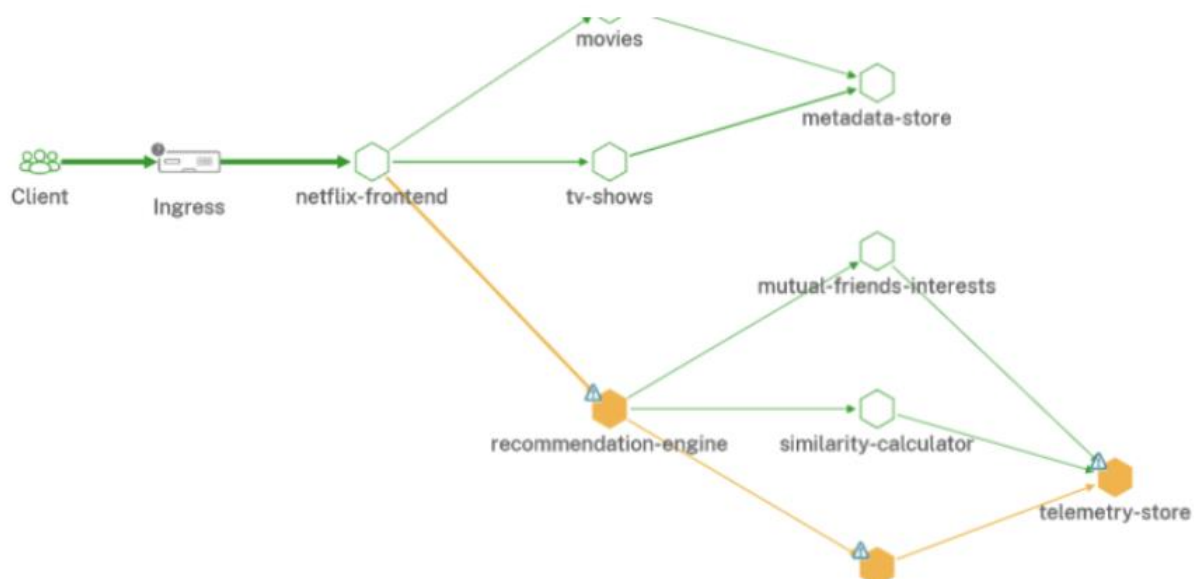 movies
metadata-store
Client
Ingress
netflix-frontend
tv-shows
mutual-friends-interests
recommendation-engine
similarity-calculator
telemetry-store